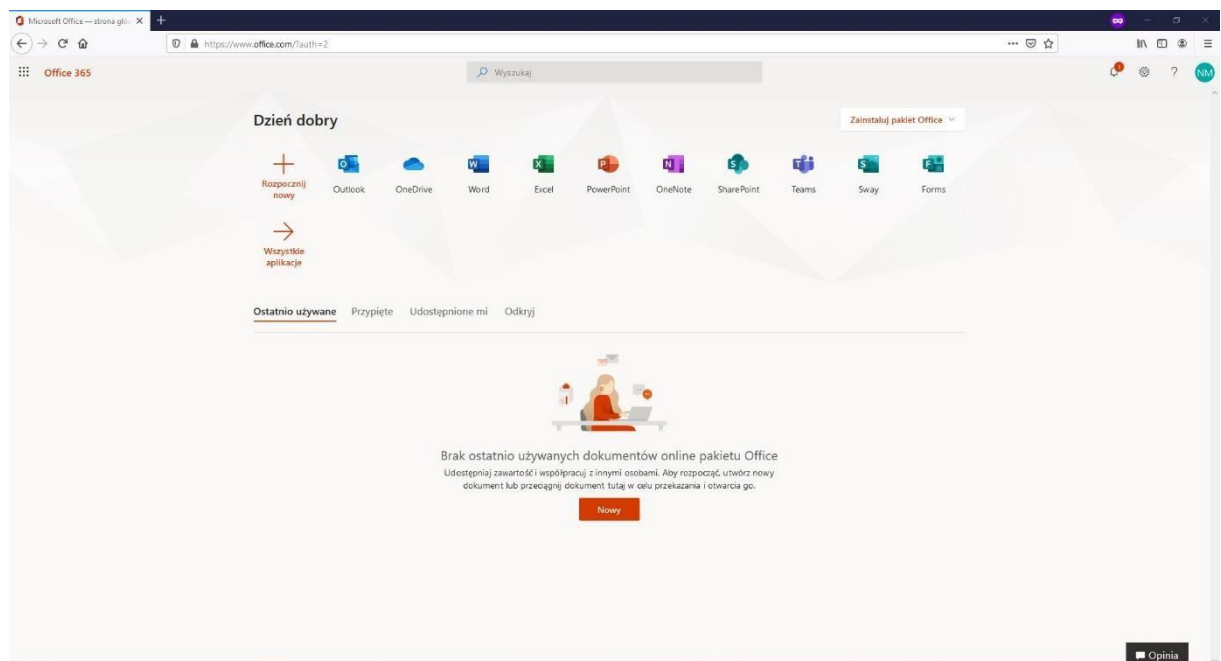 Microsoft Office — strona głó
https://www.office.com/?auth=2
Office 365
Wyszukaj
NM
Dzień dobry
Zainstaluj pakiet Office
Rozpocznij
nowy
Outlook
OneDrive
Word
Excel
PowerPoint
OneNote
SharePoint
Teams
Sway
Forms
Wszystkie
aplikacje
Ostatnio używane Przypięte Udostępnione mi Odkryj
Brak ostatnio używanych dokumentów online pakietu Office
Udostępniaj zawartość i współpracuj z innymi osobami. Aby rozpocząć, utwórz nowy
dokument lub przeciągnij dokument tutaj w celu przekazania i otwarcia go.
Nowy
Opinia